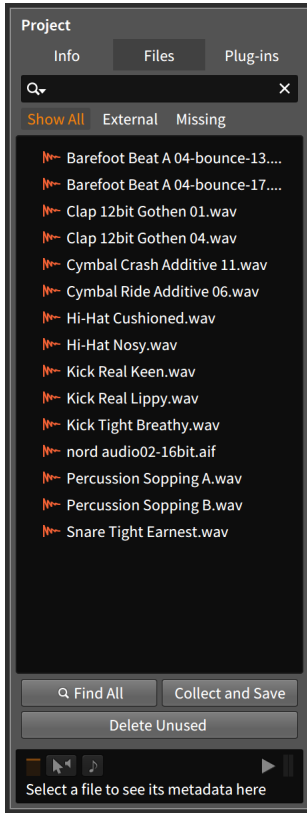 Project
Info Files Plug-ins
Show All External Missing
Barefoot Beat A 04-bounce-13....
Barefoot Beat A 04-bounce-17....
Clap 12bit Gothen 01.wav
Clap 12bit Gothen 04.wav
Cymbal Crash Additive 11.wav
Cymbal Ride Additive 06.wav
Hi-Hat Cushioned.wav
Hi-Hat Nosy.wav
Kick Real Keen.wav
Kick Real Lippy.wav
Kick Tight Breathy.wav
nord audio02-16bit.aif
Percussion Sopping A.wav
Percussion Sopping B.wav
Snare Tight Earnest.wav
Find All Collect and Save
Delete Unused
Select a file to see its metadata here